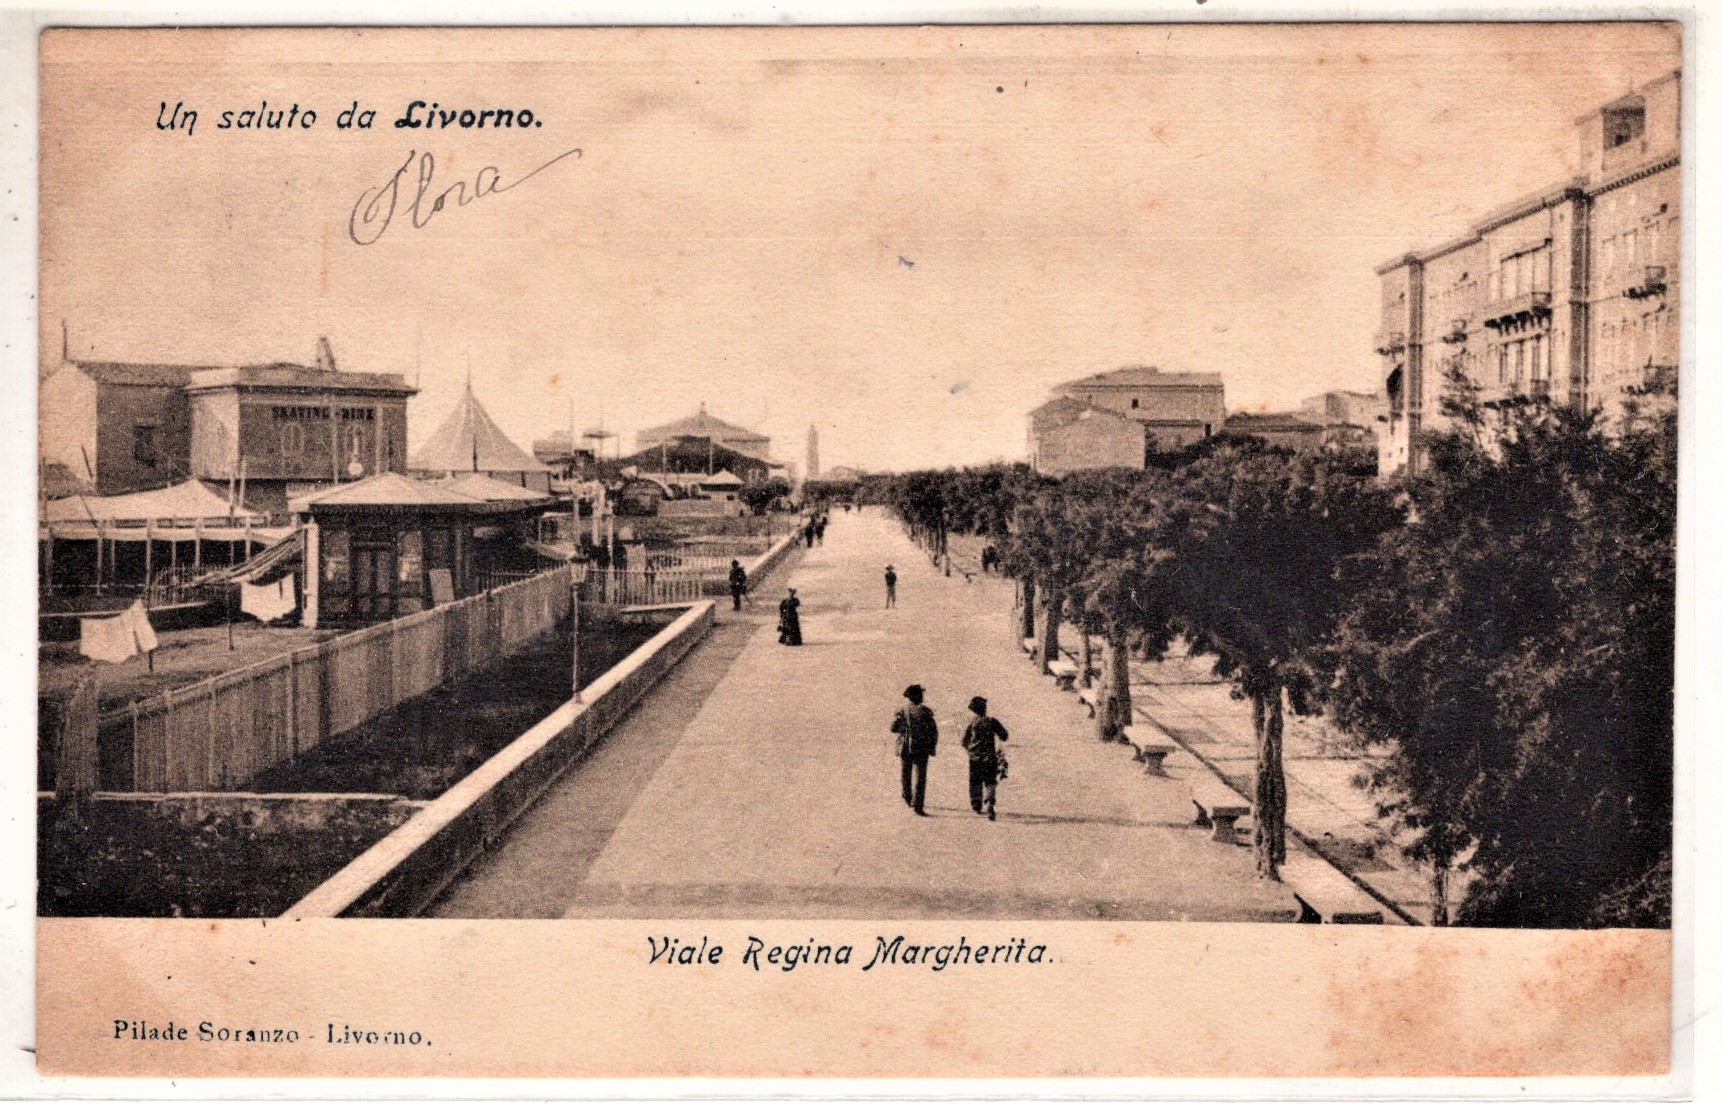 Un saluto da Livorno.
Flora
SKATING-RINK
Viale Regina Margherita.
Pilade Soranzo - Livorno.